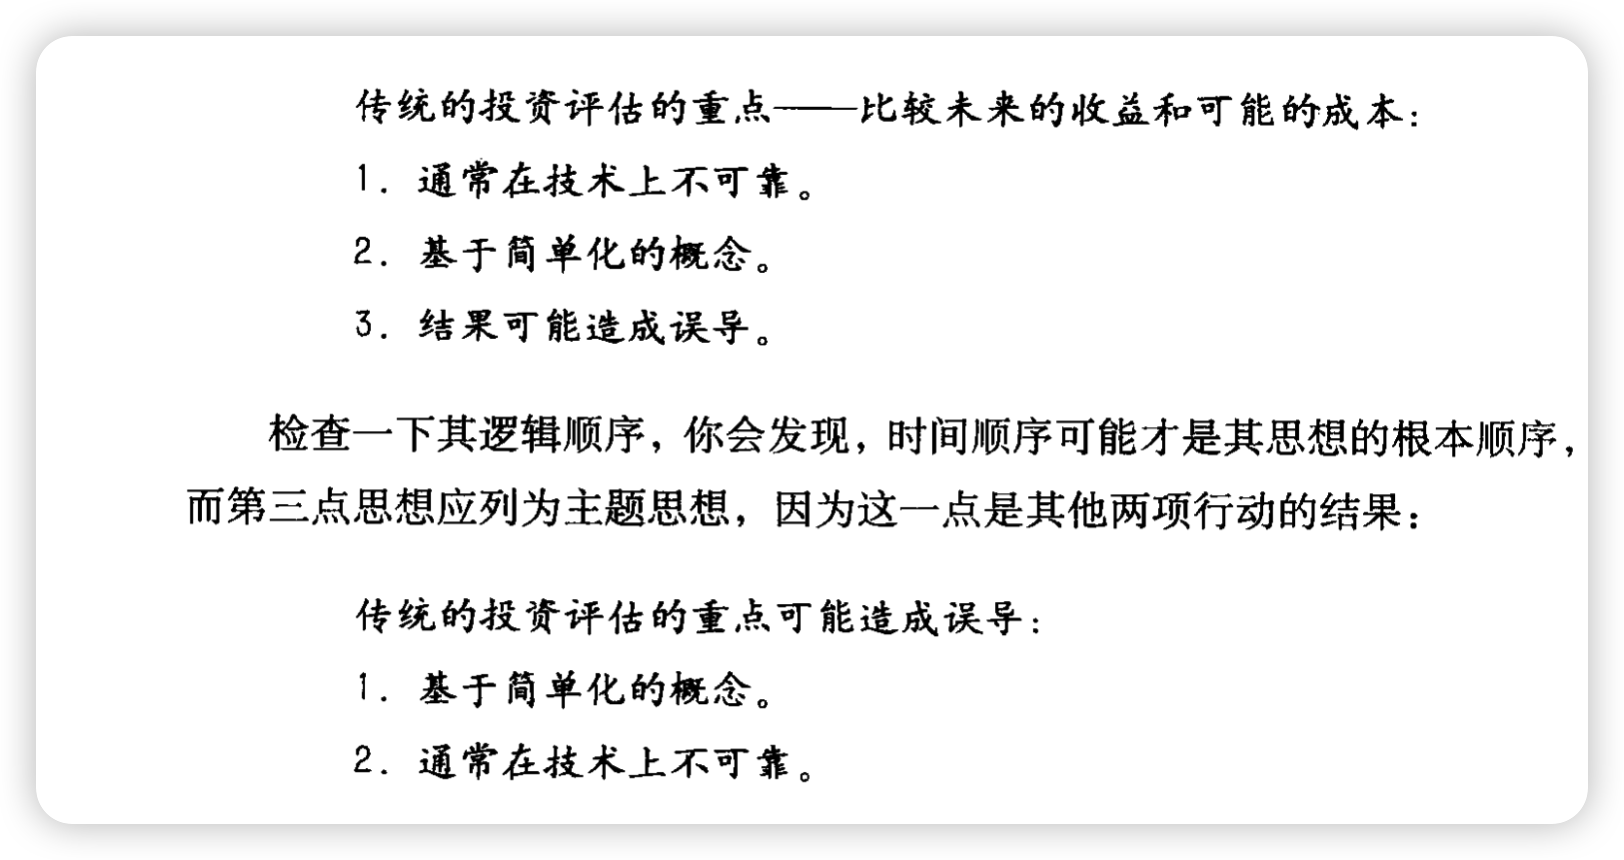 传统的投资评估的重点——比较未来的收益和可能的成本：
1. 通常在技术上不可靠。
2. 基于简单化的概念。
3. 结果可能造成误导。
检查一下其逻辑顺序，你会发现，时间顺序可能才是其思想的根本顺序，
而第三点思想应列为主题思想，因为这一点是其他两项行动的结果：
传统的投资评估的重点可能造成误导：
1. 基于简单化的概念。
2. 通常在技术上不可靠。